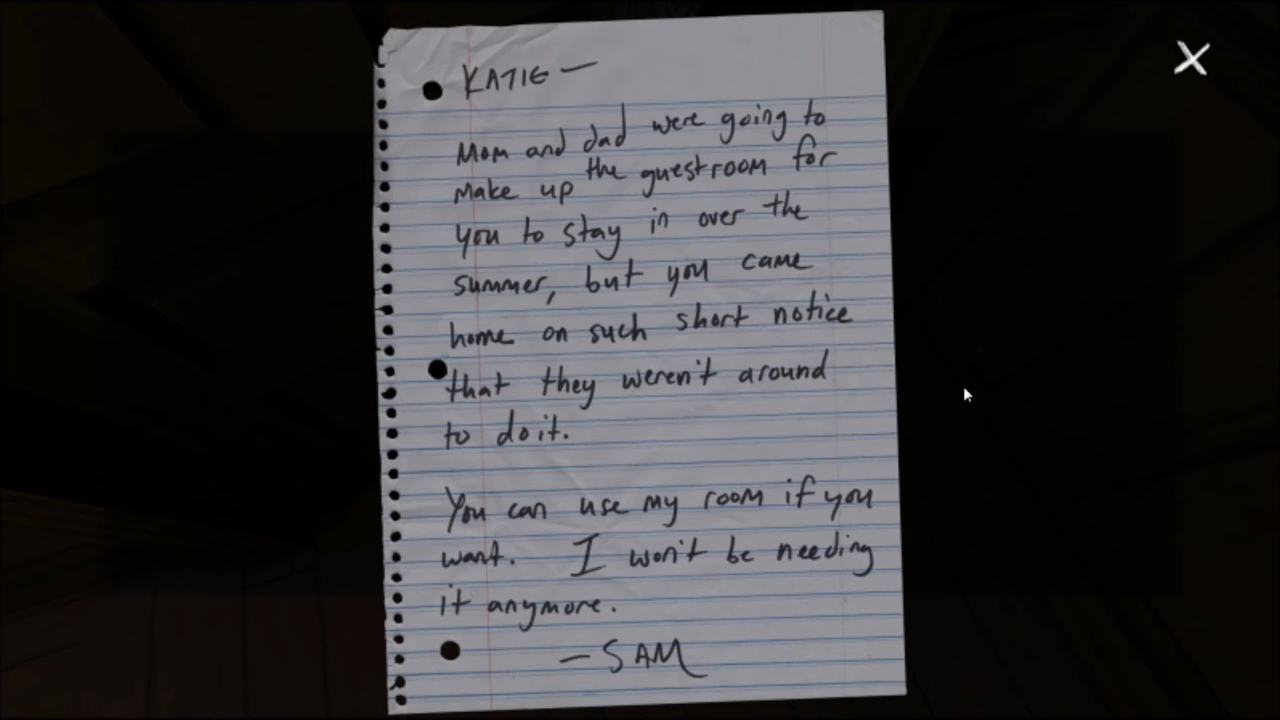 KATIE —
Mom and dad were going to
make up the guestroom for
you to stay in over the
summer, but you came
home on such short notice
that they weren't around
to do it.
You can use my room if you
want. I won't be needing
it anymore.
— SAM